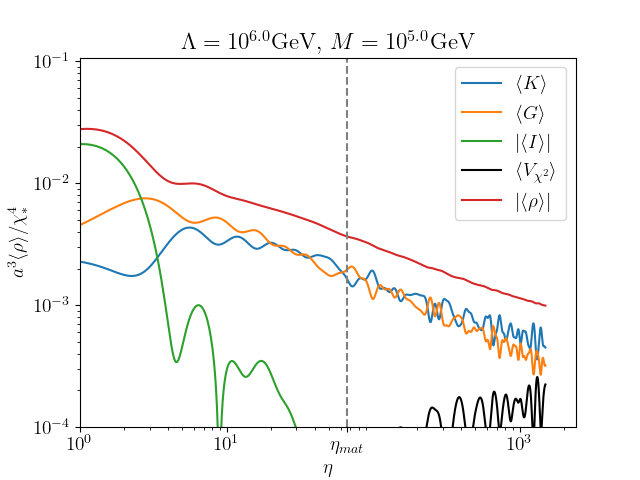 Λ = 10^{6.0}GeV, M = 10^{5.0}GeV
10^{-1}
10^{-2}
10^{-3}
10^{-4}
a^3⟨ρ⟩/χ_*^4
⟨K⟩
⟨G⟩
|⟨I⟩|
⟨V_{χ^2}⟩
|⟨ρ⟩|
10^0 10^1 η_{mat} 10^3
η